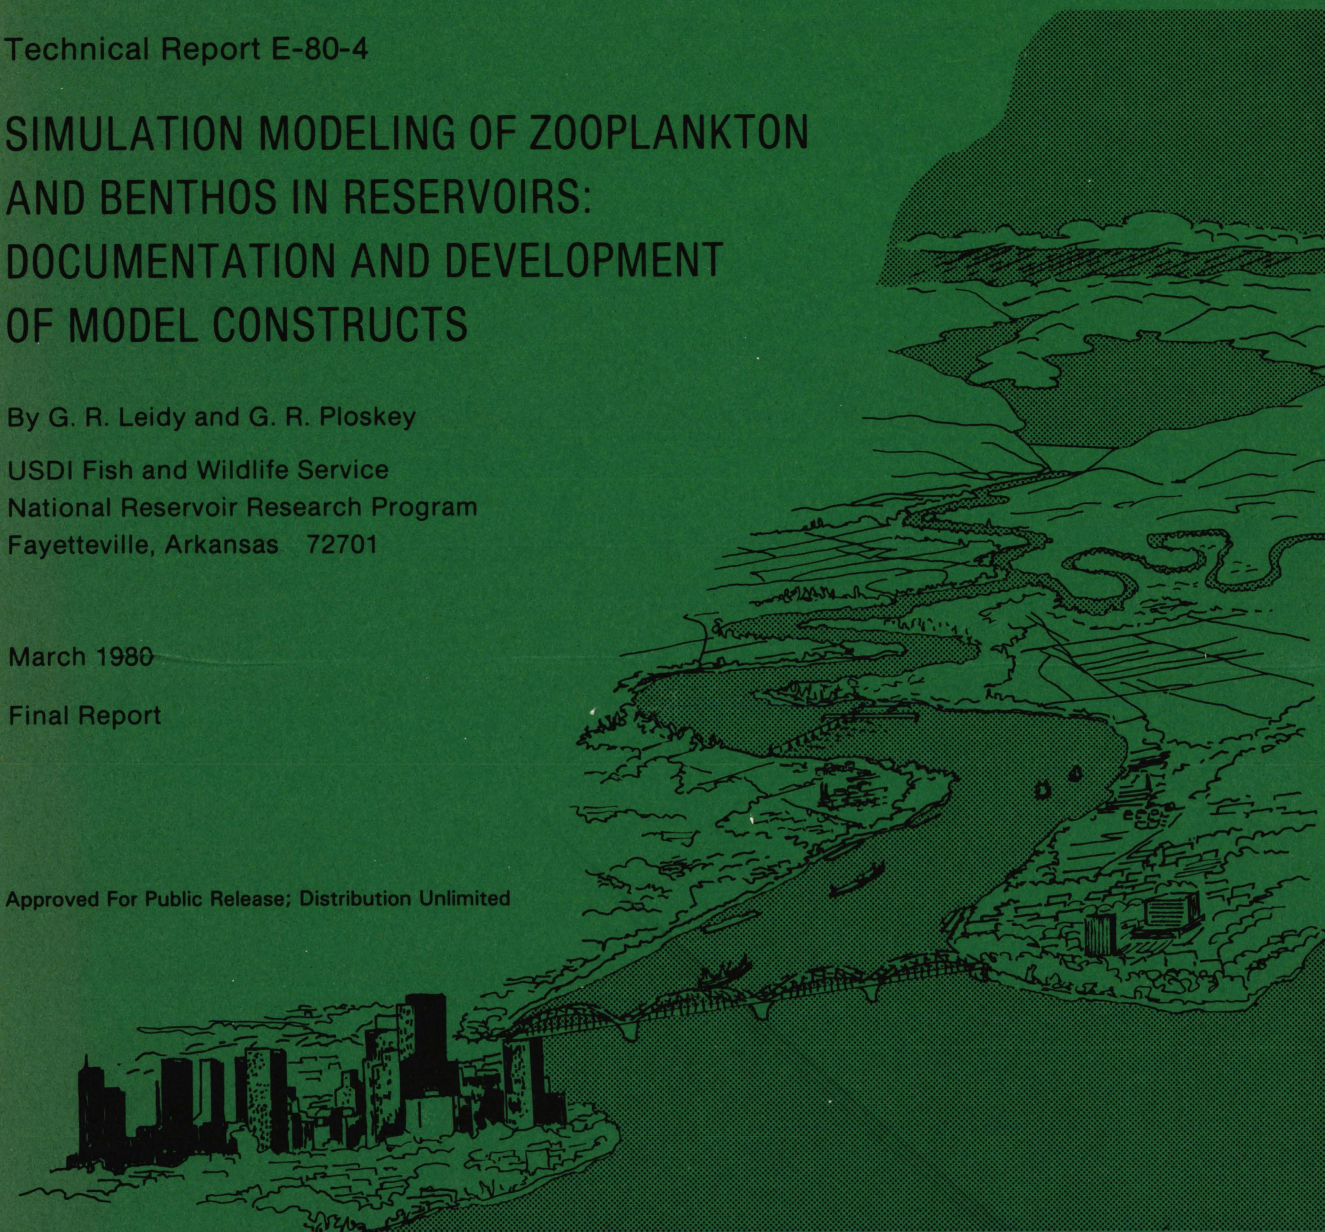 Technical Report E-80-4
SIMULATION MODELING OF ZOOPLANKTON
AND BENTHOS IN RESERVOIRS:
DOCUMENTATION AND DEVELOPMENT
OF MODEL CONSTRUCTS
By G. R. Leidy and G. R. Ploskey
USDI Fish and Wildlife Service
National Reservoir Research Program
Fayetteville, Arkansas 72701
March 1980
Final Report
Approved For Public Release; Distribution Unlimited